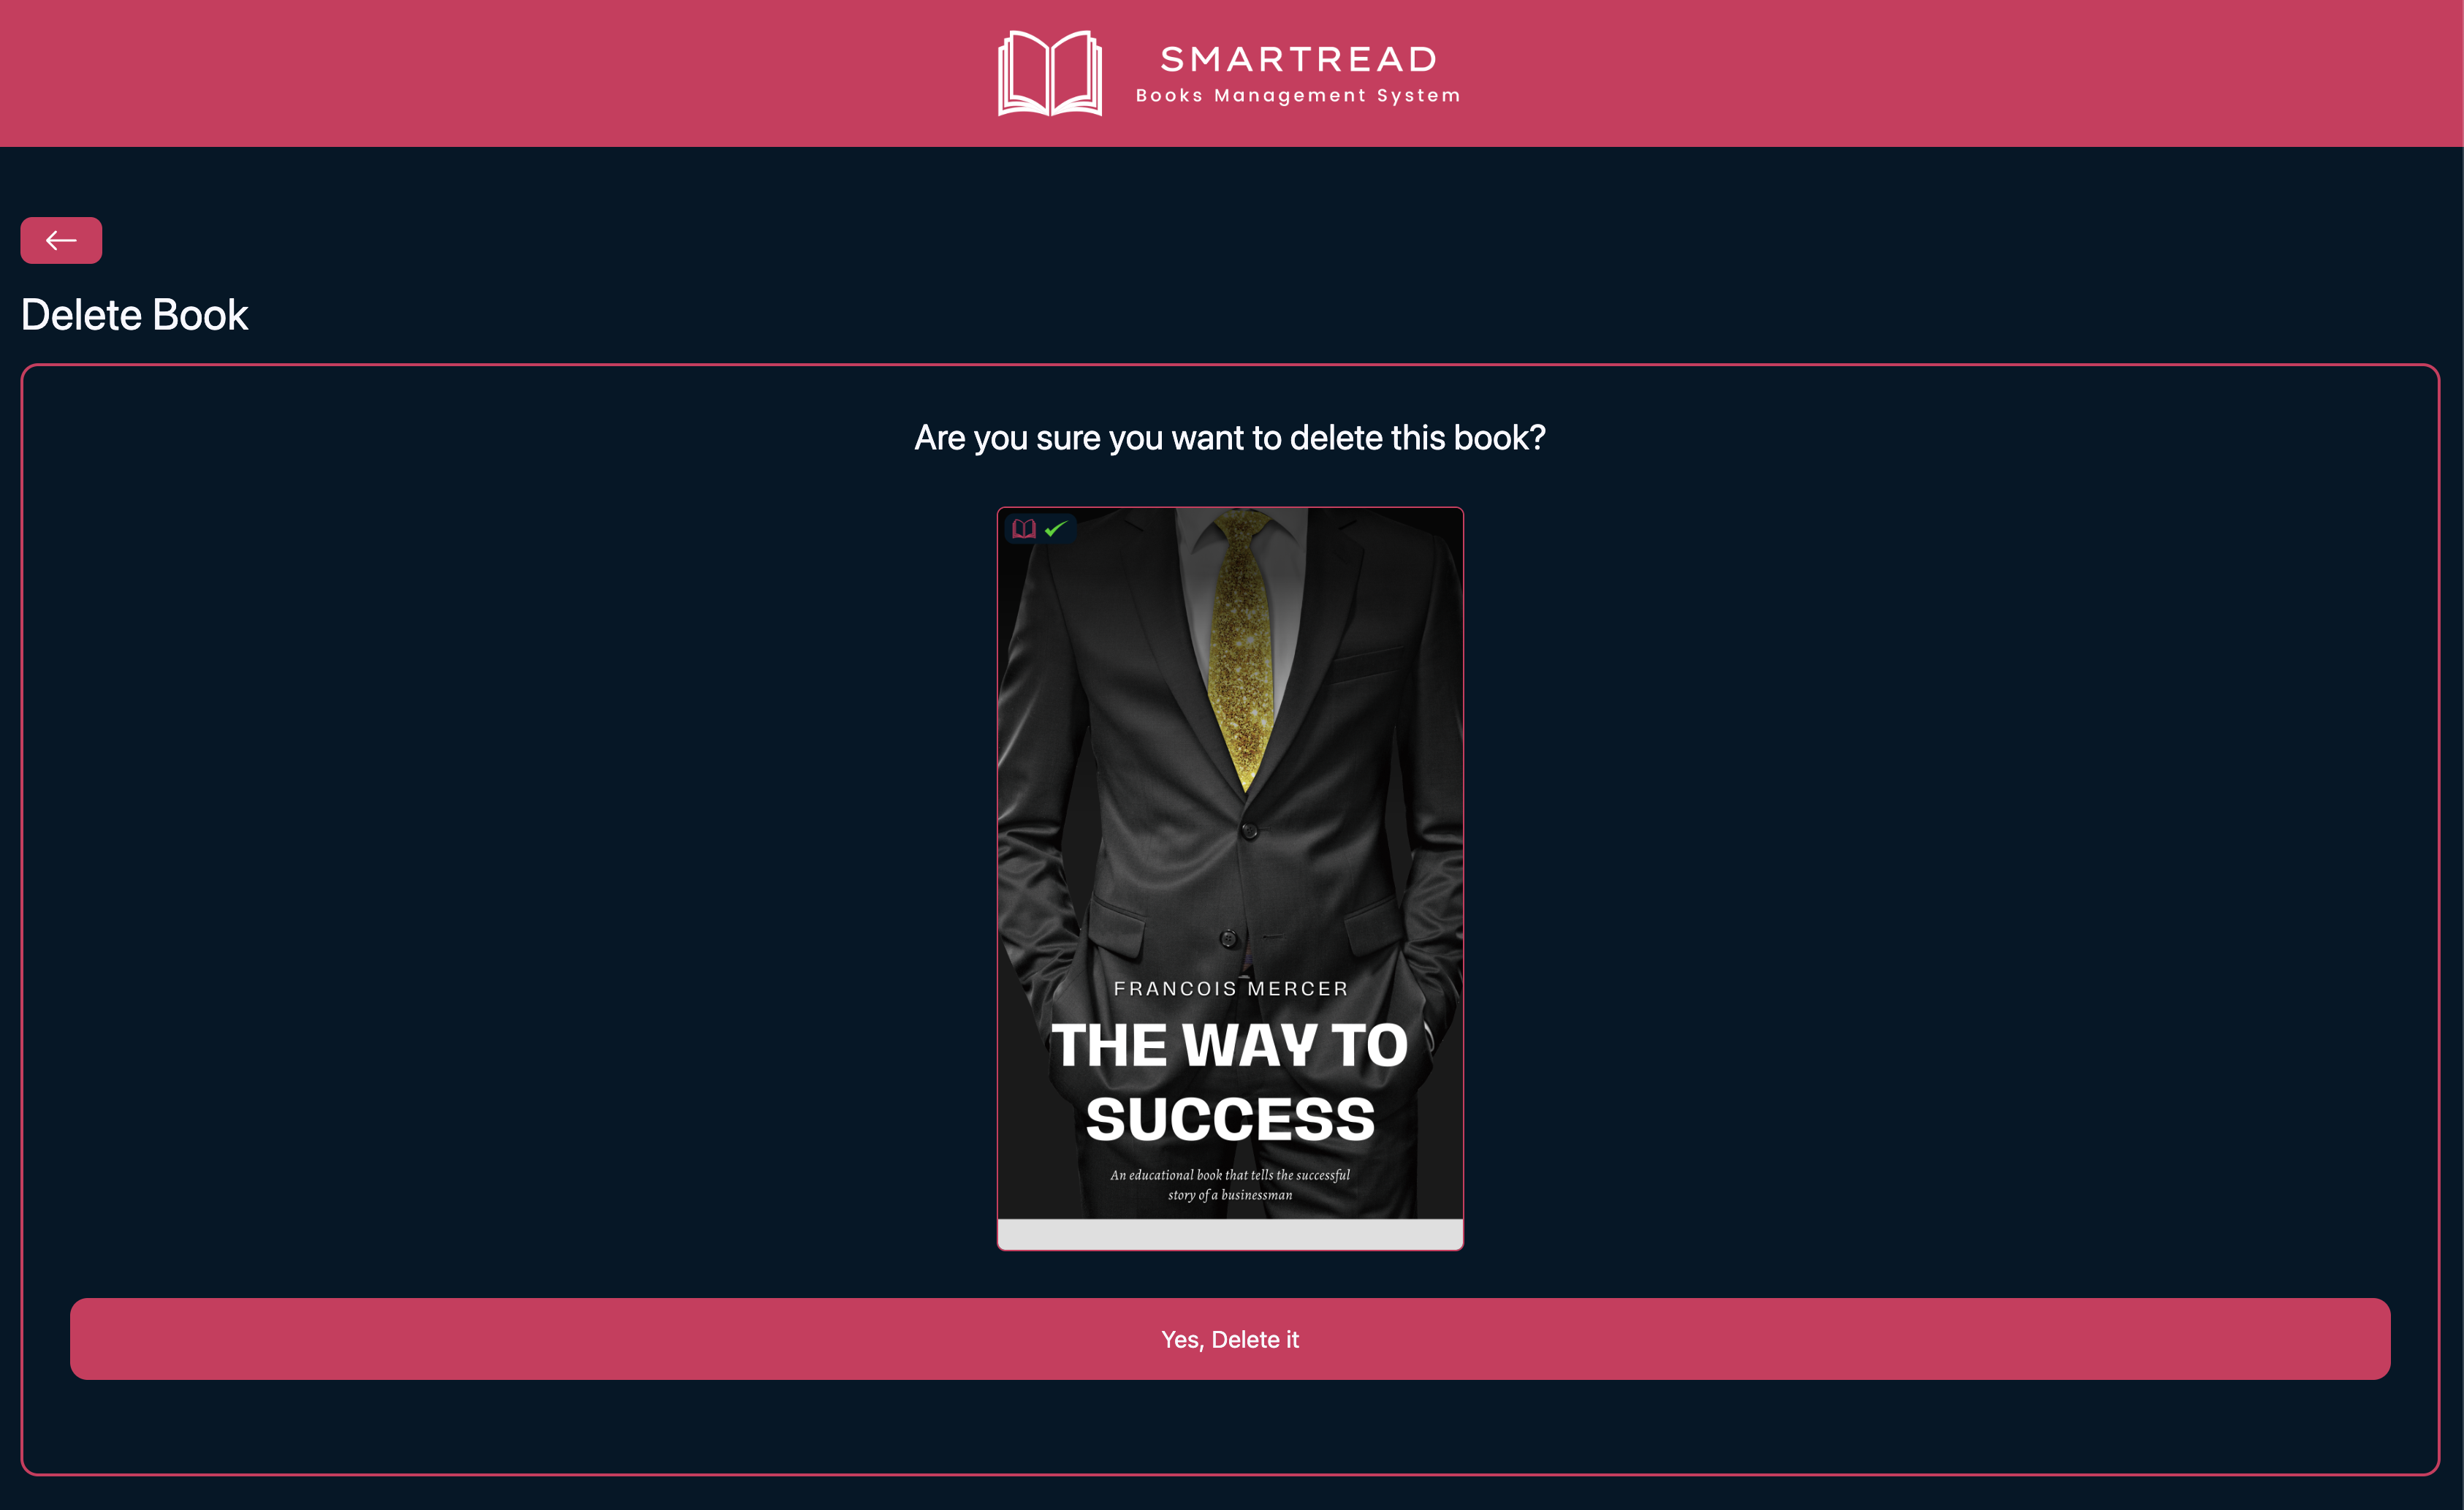 SMARTREAD
Books Management System
Delete Book
Are you sure you want to delete this book?
FRANCOIS MERCER
THE WAY TO
SUCCESS
An educational book that tells the successful
story of a businessman
Yes, Delete it